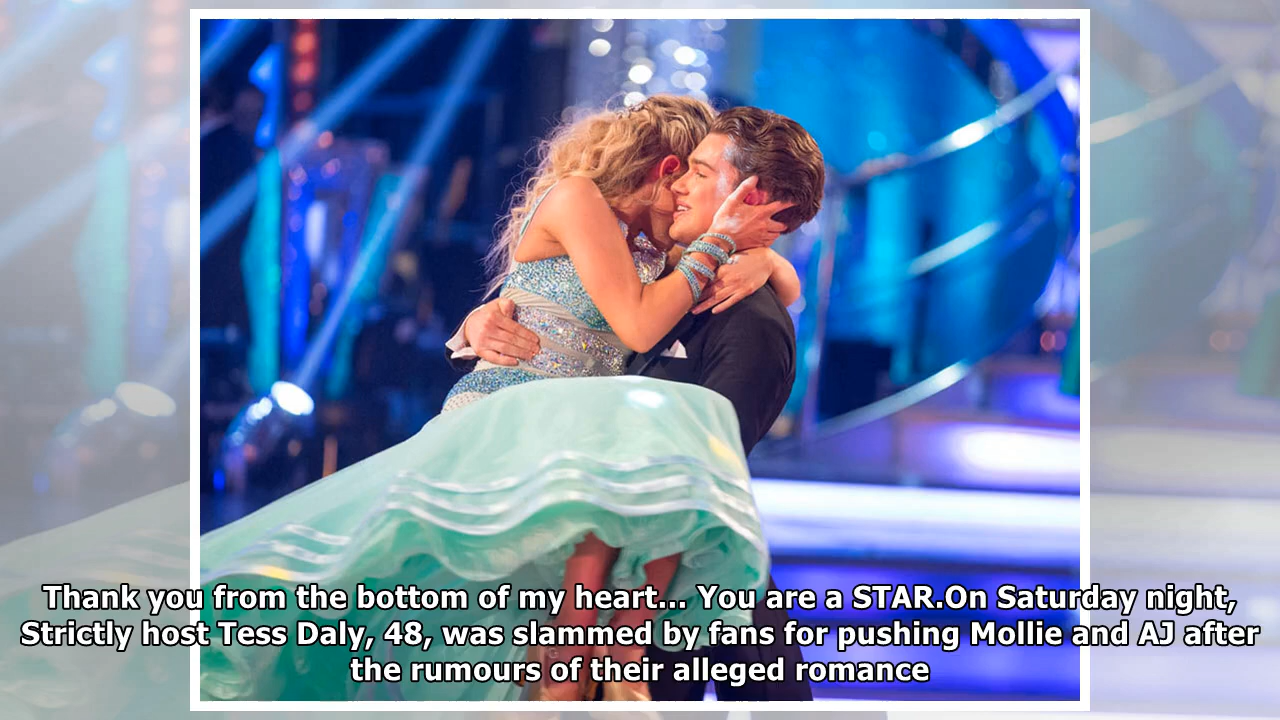 Thank you from the bottom of my heart... You are a STAR.On Saturday night,
Strictly host Tess Daly, 48, was slammed by fans for pushing Mollie and AJ after
the rumours of their alleged romance